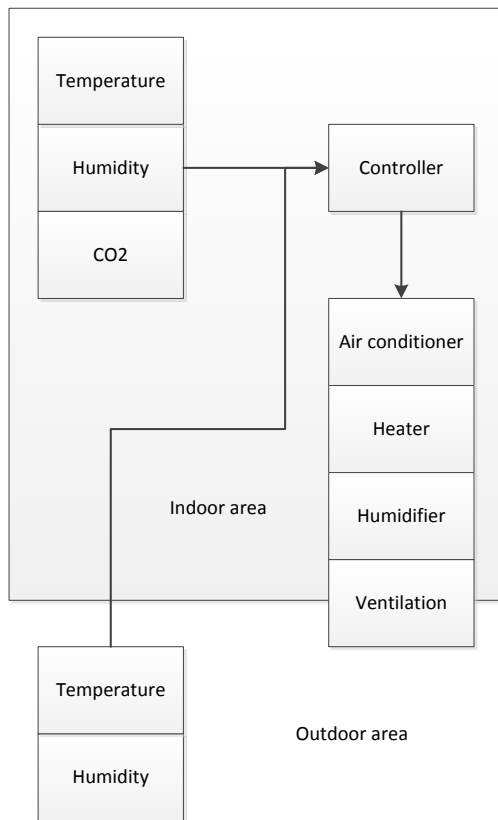 Temperature
Humidity
CO2
Controller
Air conditioner
Heater
Humidifier
Ventilation
Indoor area
Temperature
Humidity
Outdoor area